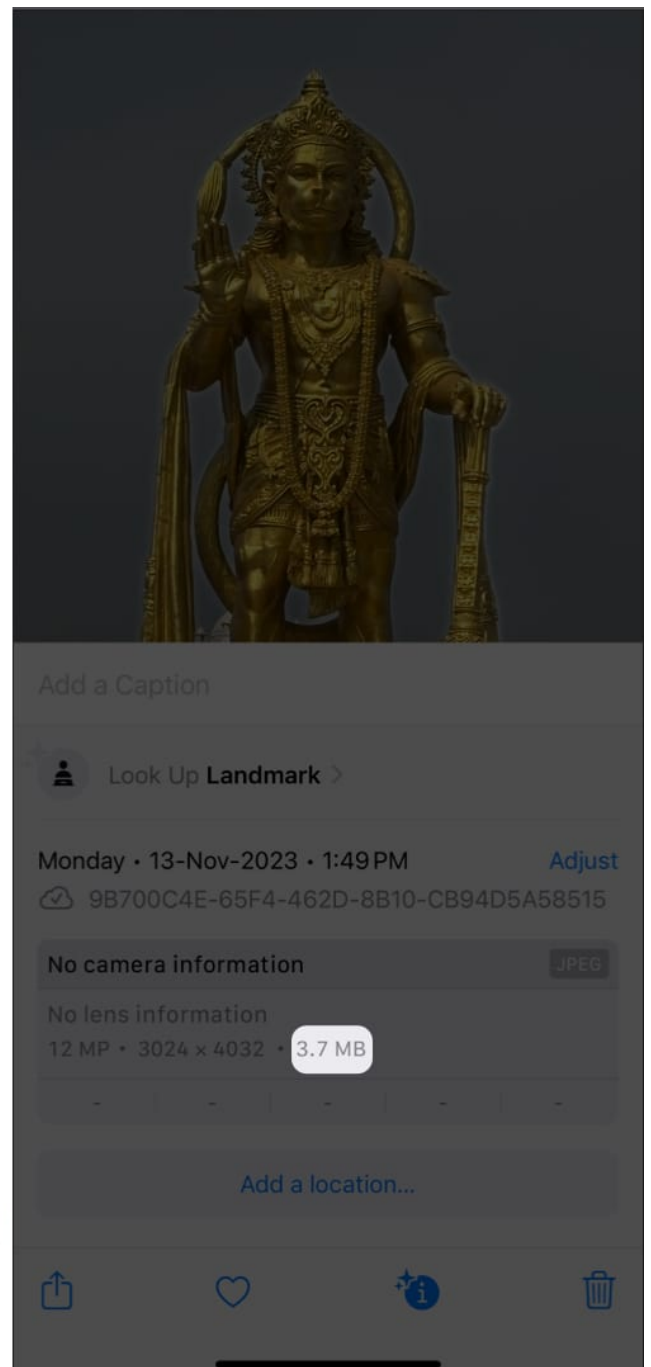 Add a Caption
Look Up Landmark >
Monday • 13-Nov-2023 • 1:49 PM Adjust
9B700C4E-65F4-462D-8B10-CB94D5A58515
No camera information JPEG
No lens information
12 MP • 3024 × 4032 • 3.7 MB
- - - - -
Add a location...